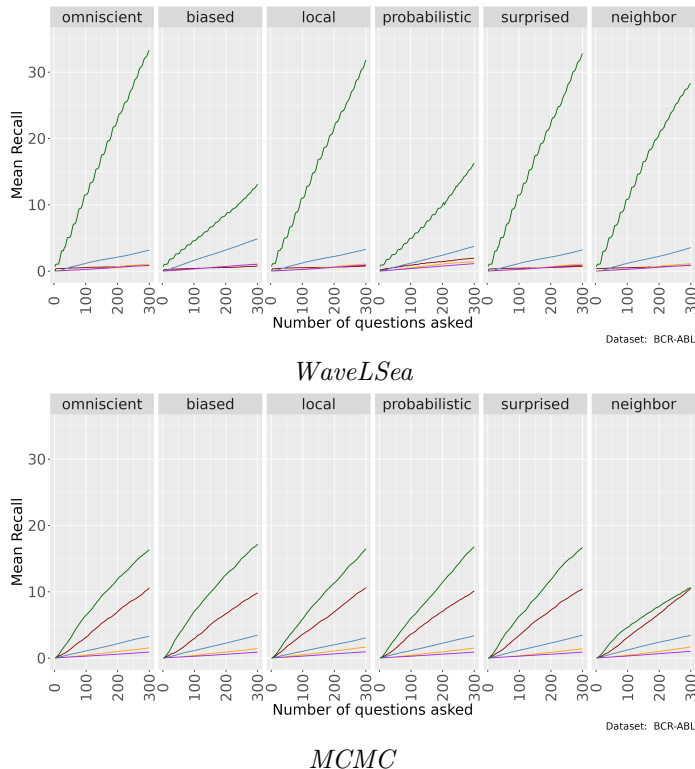 omniscient biased local probabilistic surprised neighbor
30
20
10
0
Mean Recall
0 100 200 300 0 100 200 300 0 100 200 300 0 100 200 300 0 100 200 300 0 100 200 300
Number of questions asked
Dataset: BCR-ABL
WaveLSea
omniscient biased local probabilistic surprised neighbor
30
20
10
0
Mean Recall
0 100 200 300 0 100 200 300 0 100 200 300 0 100 200 300 0 100 200 300 0 100 200 300
Number of questions asked
Dataset: BCR-ABL
MCMC